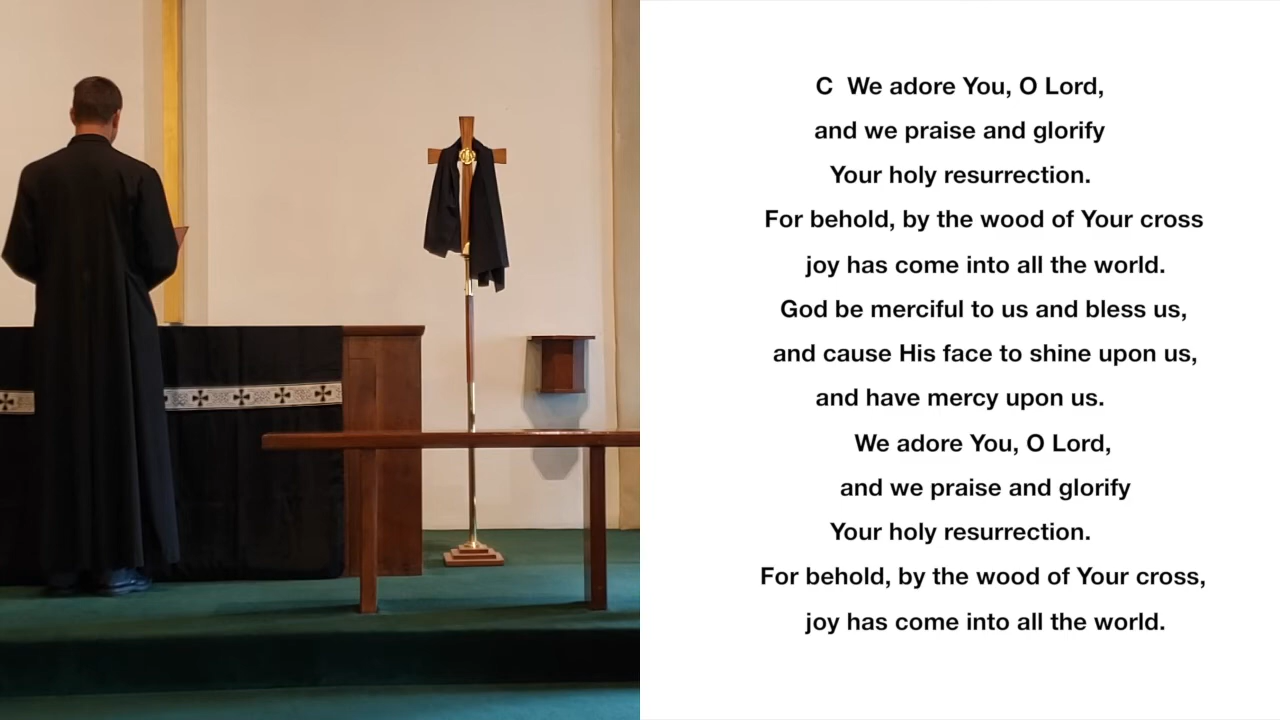 C We adore You, O Lord,
and we praise and glorify
Your holy resurrection.
For behold, by the wood of Your cross
joy has come into all the world.
God be merciful to us and bless us,
and cause His face to shine upon us,
and have mercy upon us.
We adore You, O Lord,
and we praise and glorify
Your holy resurrection.
For behold, by the wood of Your cross,
joy has come into all the world.